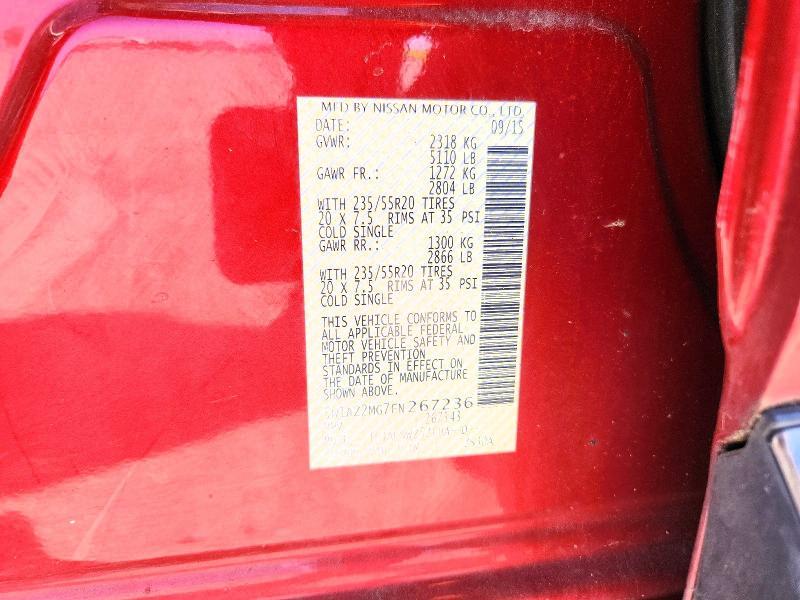 MFD BY NISSAN MOTOR CO., LTD.
DATE: 09/15
GVWR: 2318 KG
5110 LB
GAWR FR.: 1272 KG
2804 LB
WITH 235/55R20 TIRES
20 X 7.5 RIMS AT 35 PSI
COLD SINGLE
GAWR RR.: 1300 KG
2866 LB
WITH 235/55R20 TIRES
20 X 7.5 RIMS AT 35 PSI
COLD SINGLE
THIS VEHICLE CONFORMS TO
ALL APPLICABLE FEDERAL
MOTOR VEHICLE SAFETY AND
THEFT PREVENTION
STANDARDS IN EFFECT ON
THE DATE OF MANUFACTURE
SHOWN ABOVE.
5N1AZ2MG7FN267236